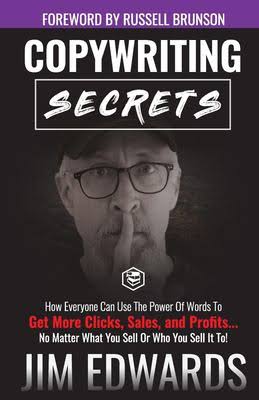 FOREWORD BY RUSSELL BRUNSON
COPYWRITING
SECRETS
How Everyone Can Use The Power Of Words To
Get More Clicks, Sales, and Profits...
No Matter What You Sell Or Who You Sell It To!
JIM EDWARDS